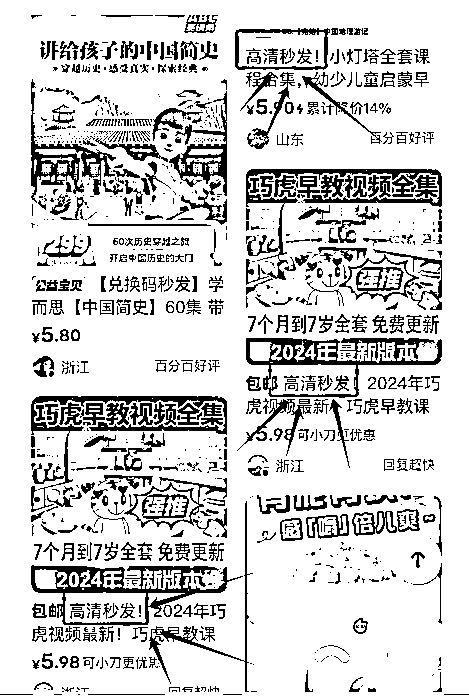 讲给孩子的中国简史
穿越历史·感受真实·探索经典
299
60次历史穿越之旅
开启中国历史的大门
公益宝贝 【兑换码秒发】学
而思【中国简史】60集 带
¥5.80
浙江 百分百好评
巧虎早教视频全集
强推
7个月到7岁全套 免费更新
2024年最新版本
包邮 高清秒发! 2024年巧
虎视频最新! 巧虎早教课
¥5.98 可小刀更优惠
浙江 回复超快
高清秒发! 小灯塔全套课
程合集, 幼少儿童启蒙早
¥5.90 累计降价14%
山东 百分百好评
巧虎早教视频全集
强推
7个月到7岁全套 免费更新
2024年最新版本
包邮 高清秒发! 2024年巧
虎视频最新! 巧虎早教课
¥5.98 可小刀更优惠
浙江 回复超快
倍儿爽